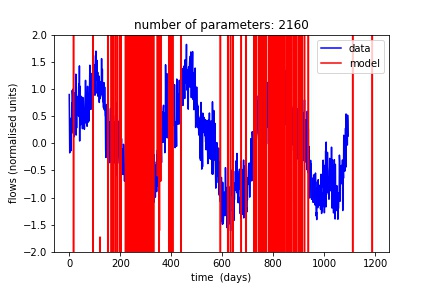 number of parameters: 2160
data
model
2.0
1.5
1.0
0.5
0.0
−0.5
−1.0
−1.5
−2.0
flows (normalised units)
0 200 400 600 800 1000 1200
time (days)